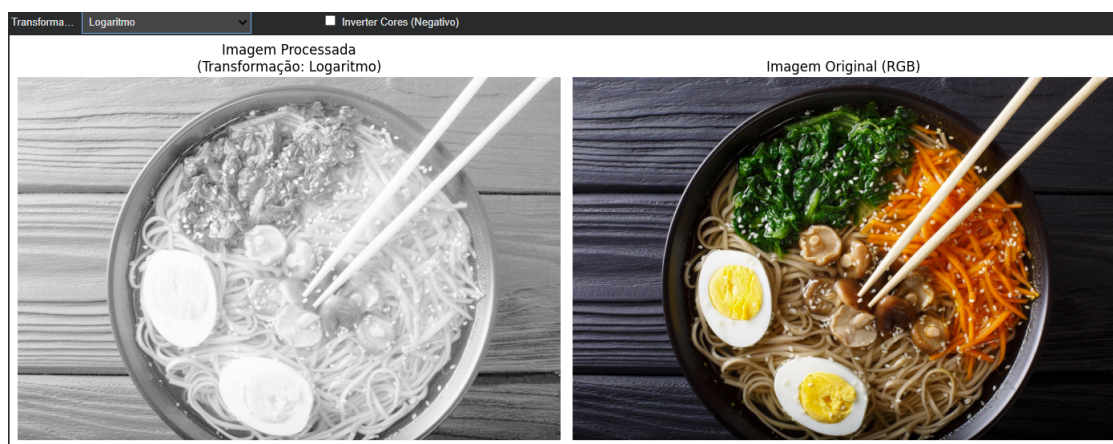 Transforma... Logaritmo Inverter Cores (Negativo)
Imagem Processada
(Transformação: Logaritmo)
Imagem Original (RGB)